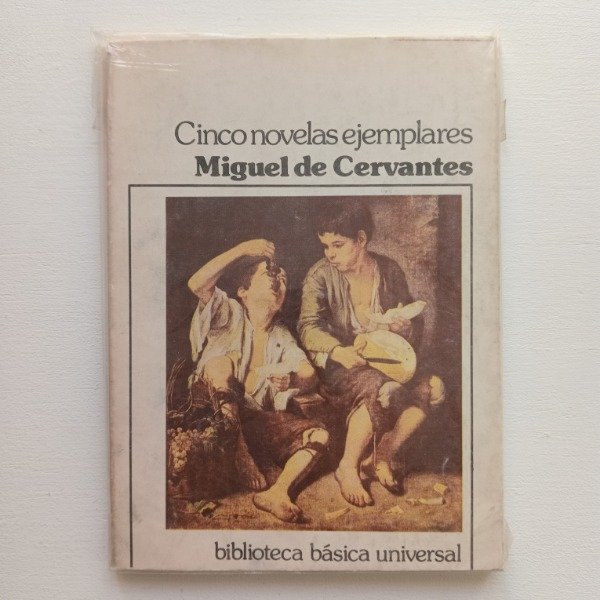 Cinco novelas ejemplares
Miguel de Cervantes
biblioteca básica universal